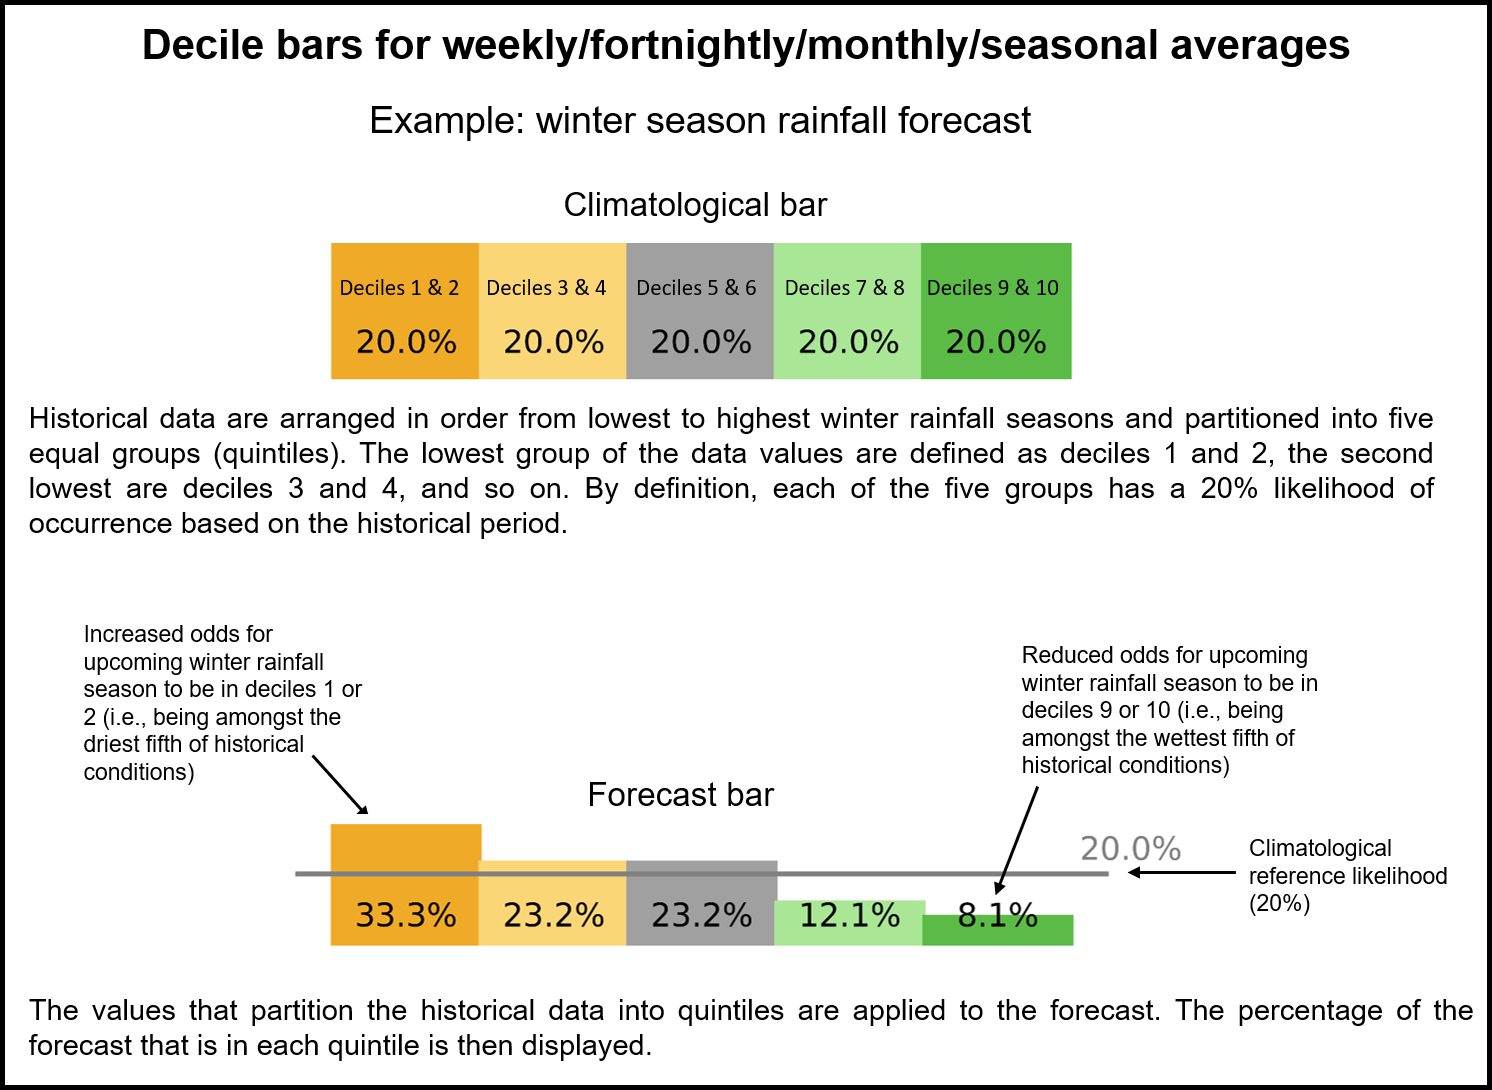 Decile bars for weekly/fortnightly/monthly/seasonal averages
Example: winter season rainfall forecast
Climatological bar
Deciles 1 & 2
Deciles 3 & 4
Deciles 5 & 6
Deciles 7 & 8
Deciles 9 & 10
20.0%
20.0%
20.0%
20.0%
20.0%
Historical data are arranged in order from lowest to highest winter rainfall seasons and partitioned into five
equal groups (quintiles). The lowest group of the data values are defined as deciles 1 and 2, the second
lowest are deciles 3 and 4, and so on. By definition, each of the five groups has a 20% likelihood of
occurrence based on the historical period.
Increased odds for
upcoming winter rainfall
season to be in deciles 1 or
2 (i.e., being amongst the
driest fifth of historical
conditions)
Reduced odds for upcoming
winter rainfall season to be in
deciles 9 or 10 (i.e., being
amongst the wettest fifth of
historical conditions)
Forecast bar
20.0%
Climatological
reference likelihood
(20%)
33.3%
23.2%
23.2%
12.1%
8.1%
The values that partition the historical data into quintiles are applied to the forecast. The percentage of the
forecast that is in each quintile is then displayed.